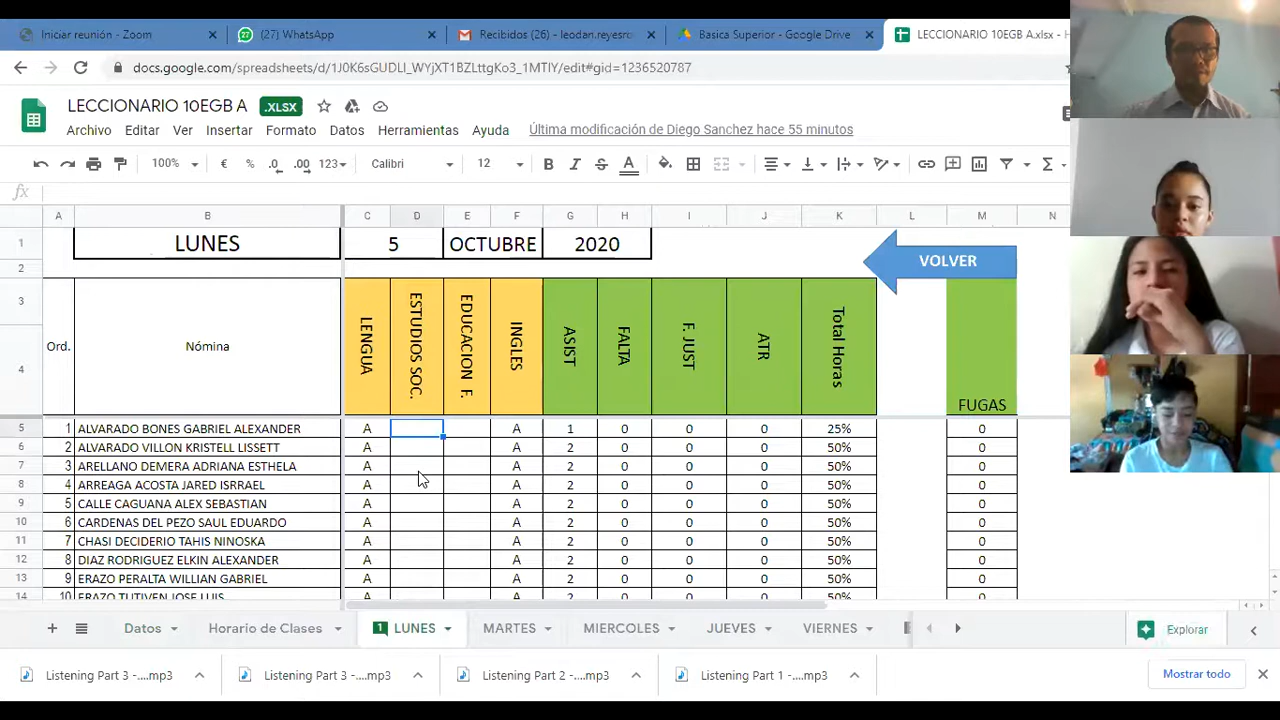 Iniciar reunión - Zoom
(27) WhatsApp
Recibidos (26) - leodan.reyesro
Basica Superior - Google Drive
LECCIONARIO 10EGB A.xlsx - H
docs.google.com/spreadsheets/d/1J0K6sGUDLI_WYjXT1BZLttgKo3_1MTIY/edit#gid=1236520787
LECCIONARIO 10EGB A .XLSX
Archivo Editar Ver Insertar Formato Datos Herramientas Ayuda Última modificación de Diego Sanchez hace 55 minutos
100% € % .0 .00 123 Calibri 12 B I S A Σ
fx
A B C D E F G H I J K L M N
1 LUNES 5 OCTUBRE 2020
2 VOLVER
3 4 Ord. Nómina LENGUA ESTUDIOS SOC. EDUCACION F. INGLES ASIST FALTA F. JUST ATR Total Horas FUGAS
5 1 ALVARADO BONES GABRIEL ALEXANDER A A 1 0 0 0 25% 0
6 2 ALVARADO VILLON KRISTELL LISSETT A A 2 0 0 0 50% 0
7 3 ARELLANO DEMERA ADRIANA ESTHELA A A 2 0 0 0 50% 0
8 4 ARREAGA ACOSTA JARED ISRRAEL A A 2 0 0 0 50% 0
9 5 CALLE CAGUANA ALEX SEBASTIAN A A 2 0 0 0 50% 0
10 6 CARDENAS DEL PEZO SAUL EDUARDO A A 2 0 0 0 50% 0
11 7 CHASI DECIDERIO TAHIS NINOSKA A A 2 0 0 0 50% 0
12 8 DIAZ RODRIGUEZ ELKIN ALEXANDER A A 2 0 0 0 50% 0
13 9 ERAZO PERALTA WILLIAN GABRIEL A A 2 0 0 0 50% 0
14 10 ERAZO TUTIVEN JOSE LUIS A A 2 0 0 0 50% 0
Datos Horario de Clases 1 LUNES MARTES MIERCOLES JUEVES VIERNES Explorar
Listening Part 3 -....mp3 Listening Part 3 -....mp3 Listening Part 2 -....mp3 Listening Part 1 -....mp3 Mostrar todo